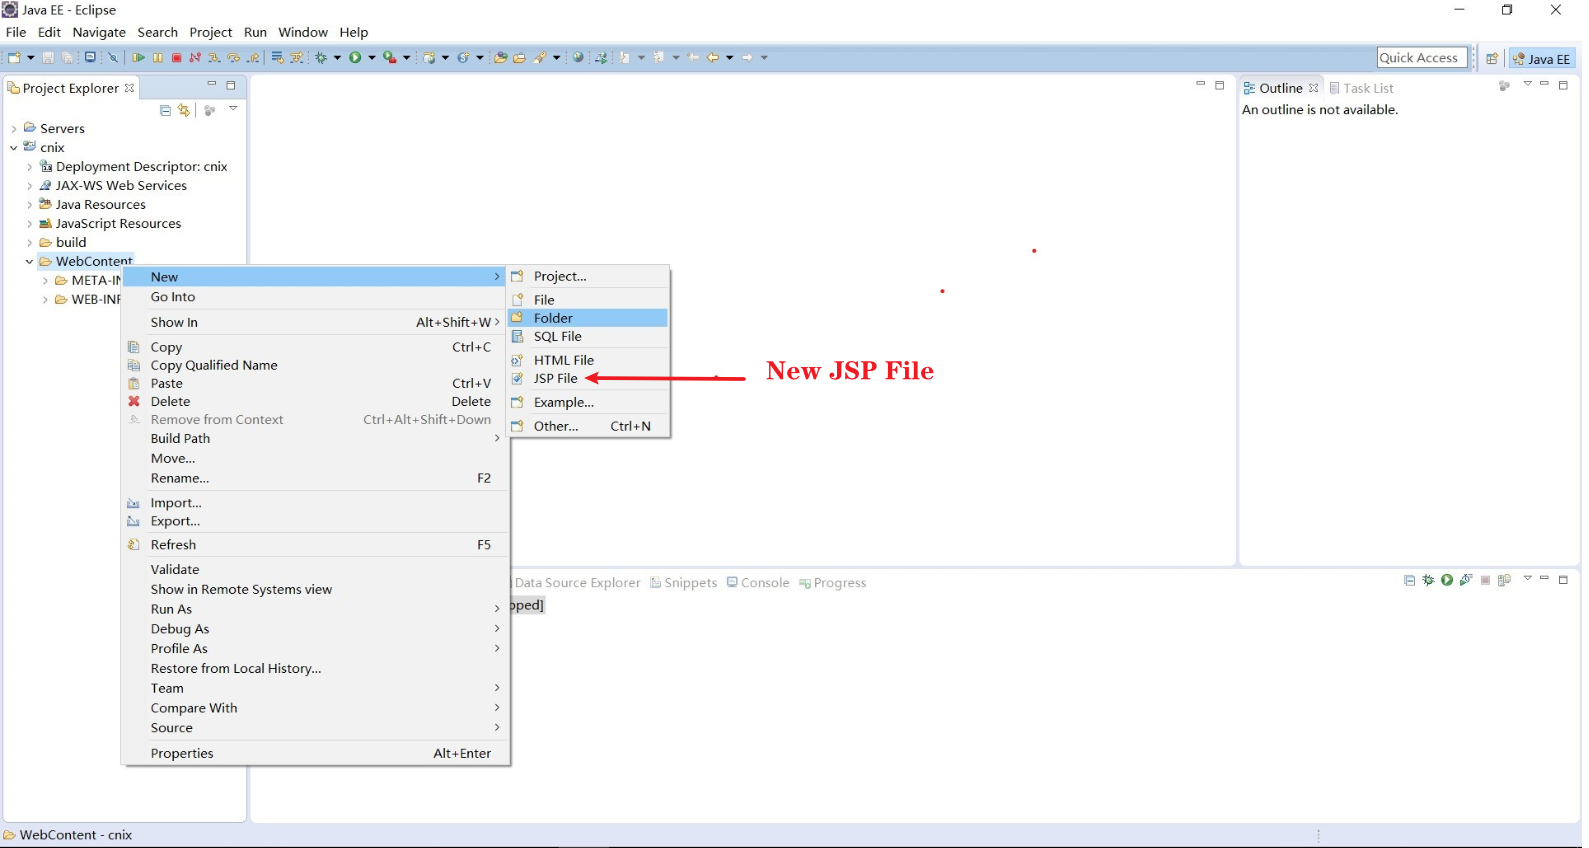 Java EE - Eclipse
File Edit Navigate Search Project Run Window Help
Quick Access
Java EE
Project Explorer
Servers
cnix
Deployment Descriptor: cnix
JAX-WS Web Services
Java Resources
JavaScript Resources
build
WebContent
META-IN
WEB-INF
New
Go Into
Show In Alt+Shift+W
Copy Ctrl+C
Copy Qualified Name
Paste Ctrl+V
Delete Delete
Remove from Context Ctrl+Alt+Shift+Down
Build Path
Move...
Rename... F2
Import...
Export...
Refresh F5
Validate
Show in Remote Systems view
Run As
Debug As
Profile As
Restore from Local History...
Team
Compare With
Source
Properties Alt+Enter
Project...
File
Folder
SQL File
HTML File
JSP File
Example...
Other... Ctrl+N
New JSP File
Outline Task List
An outline is not available.
Data Source Explorer Snippets Console Progress
pped]
WebContent - cnix